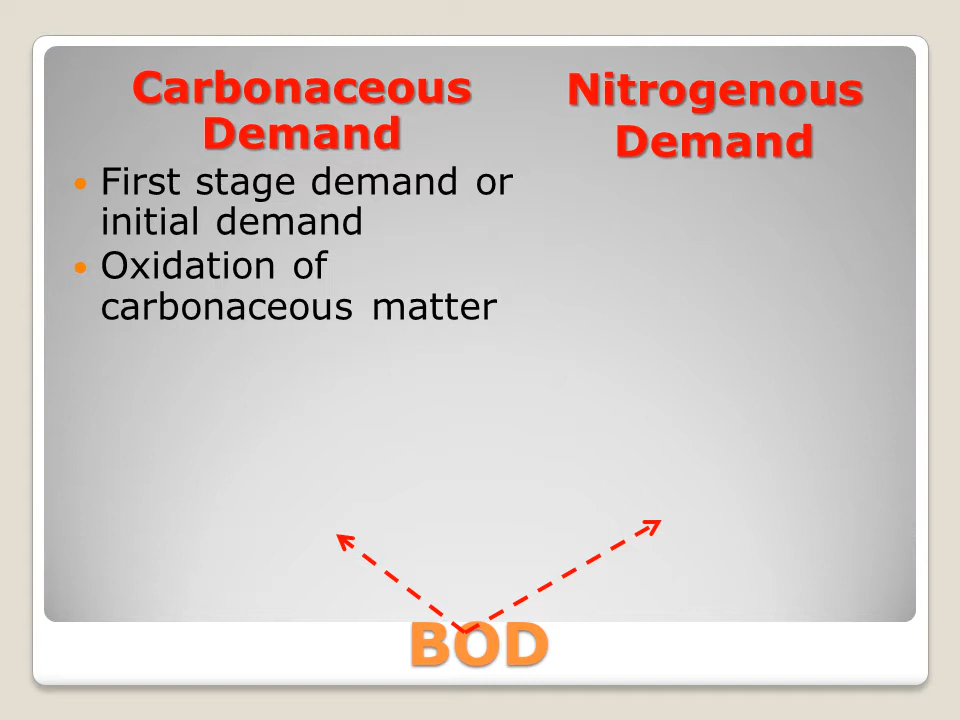 Carbonaceous
Demand
First stage demand or
initial demand
Oxidation of
carbonaceous matter
Nitrogenous
Demand
BOD